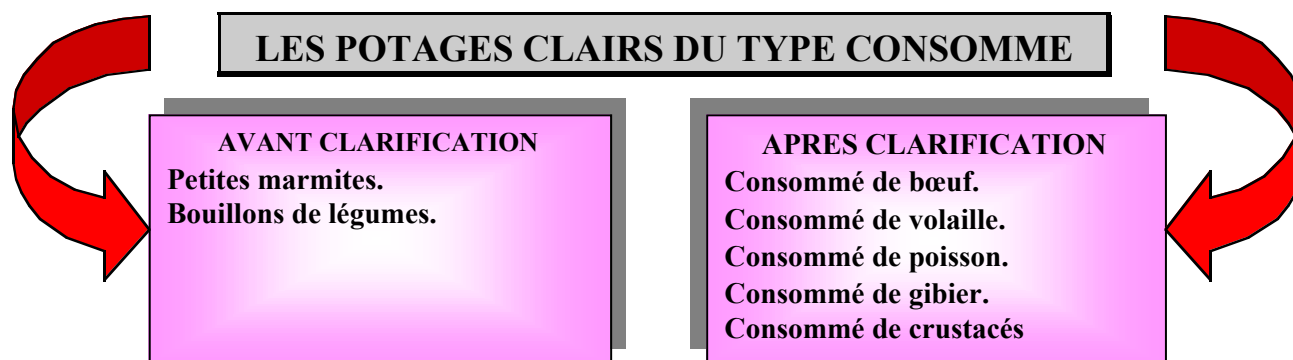 LES POTAGES CLAIRS DU TYPE CONSOMME
AVANT CLARIFICATION
Petites marmites.
Bouillons de légumes.
APRES CLARIFICATION
Consommé de bœuf.
Consommé de volaille.
Consommé de poisson.
Consommé de gibier.
Consommé de crustacés